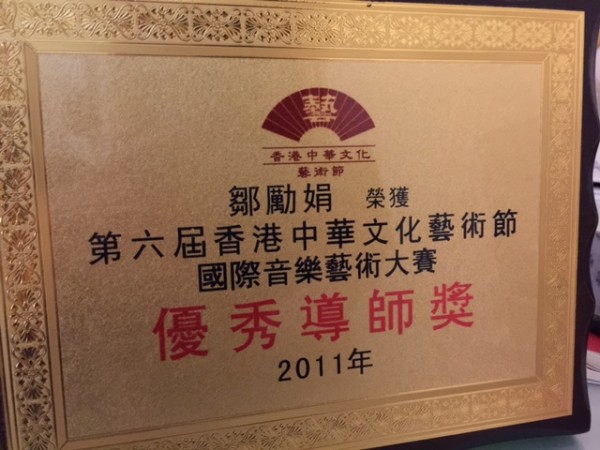 藝
香港中華文化
藝術節
鄒勵娟 榮獲
第六屆香港中華文化藝術節
國際音樂藝術大賽
優秀導師獎
2011年